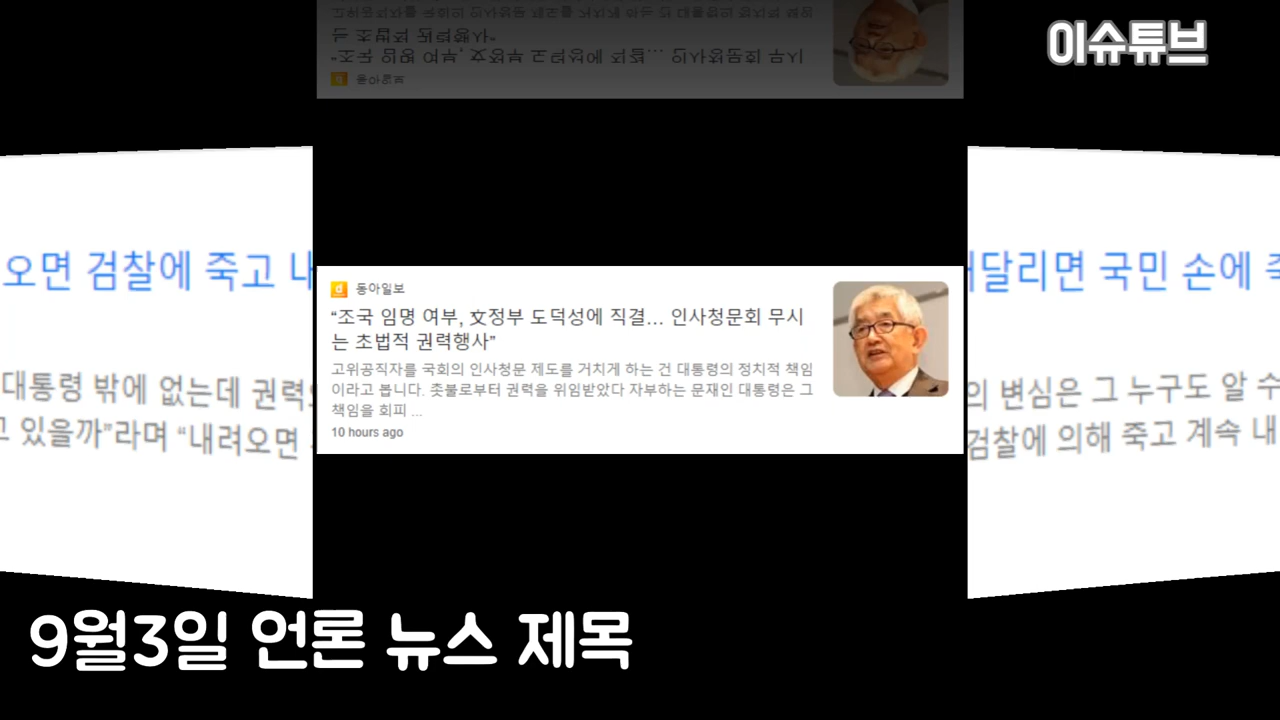 이슈튜브
동아일보
“조국 임명 여부, 文정부 도덕성에 직결... 인사청문회 무시
는 초법적 권력행사”
고위공직자를 국회의 인사청문 제도를 거치게 하는 건 대통령의 정치적 책임
이라고 봅니다. 촛불로부터 권력을 위임받았다 자부하는 문재인 대통령은 그
책임을 회피 ...
10 hours ago
오면 검찰에 죽고
대통령 밖에 없는데
고 있을까”라며 “내려오면
매달리면 국민 손에
의 변심은 그 누구도 알 수
검찰에 의해 죽고 계속 내
9월3일 언론 뉴스 제목